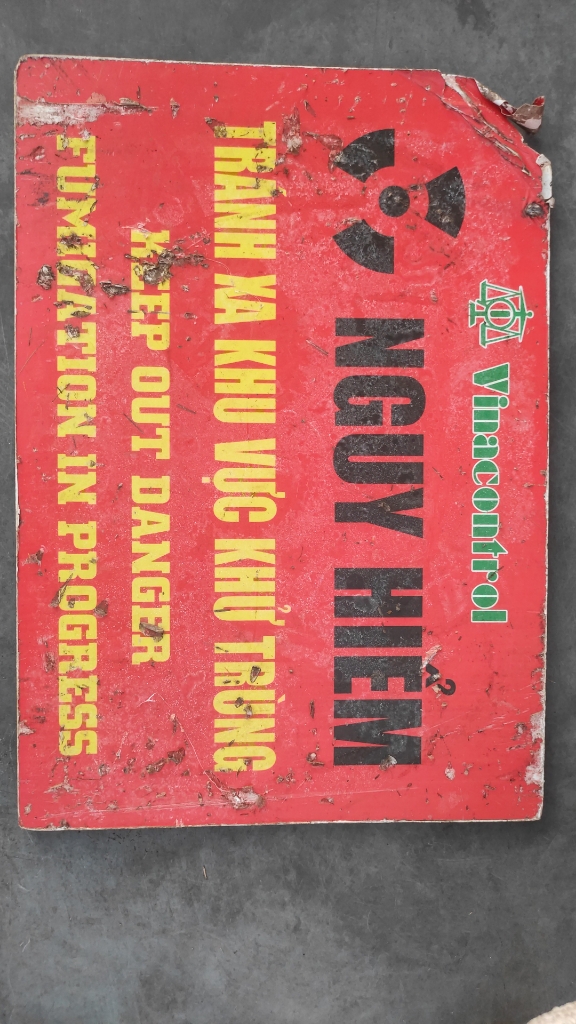 Vinacontrol
NGUY HIỂM
TRÁNH XA KHU VỰC KHỬ TRÙNG
KEEP OUT DANGER
FUMIGATION IN PROGRESS